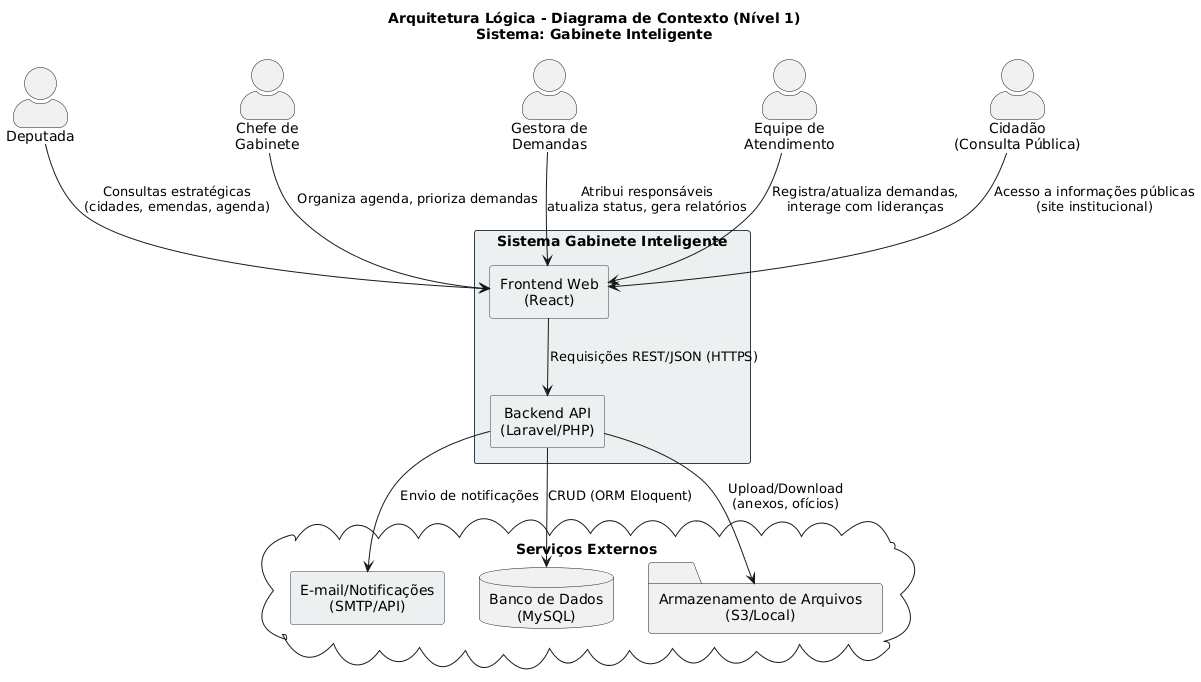 Arquitetura Lógica - Diagrama de Contexto (Nível 1)
Sistema: Gabinete Inteligente
Deputada
Chefe de
Gabinete
Gestora de
Demandas
Equipe de
Atendimento
Cidadão
(Consulta Pública)
Consultas estratégicas
(cidades, emendas, agenda)
Organiza agenda, prioriza demandas
Atribui responsáveis
atualiza status, gera relatórios
Registra/atualiza demandas,
interage com lideranças
Acesso a informações públicas
(site institucional)
Sistema Gabinete Inteligente
Frontend Web
(React)
Requisições REST/JSON (HTTPS)
Backend API
(Laravel/PHP)
Envio de notificações
CRUD (ORM Eloquent)
Upload/Download
(anexos, ofícios)
Serviços Externos
E-mail/Notificações
(SMTP/API)
Banco de Dados
(MySQL)
Armazenamento de Arquivos
(S3/Local)